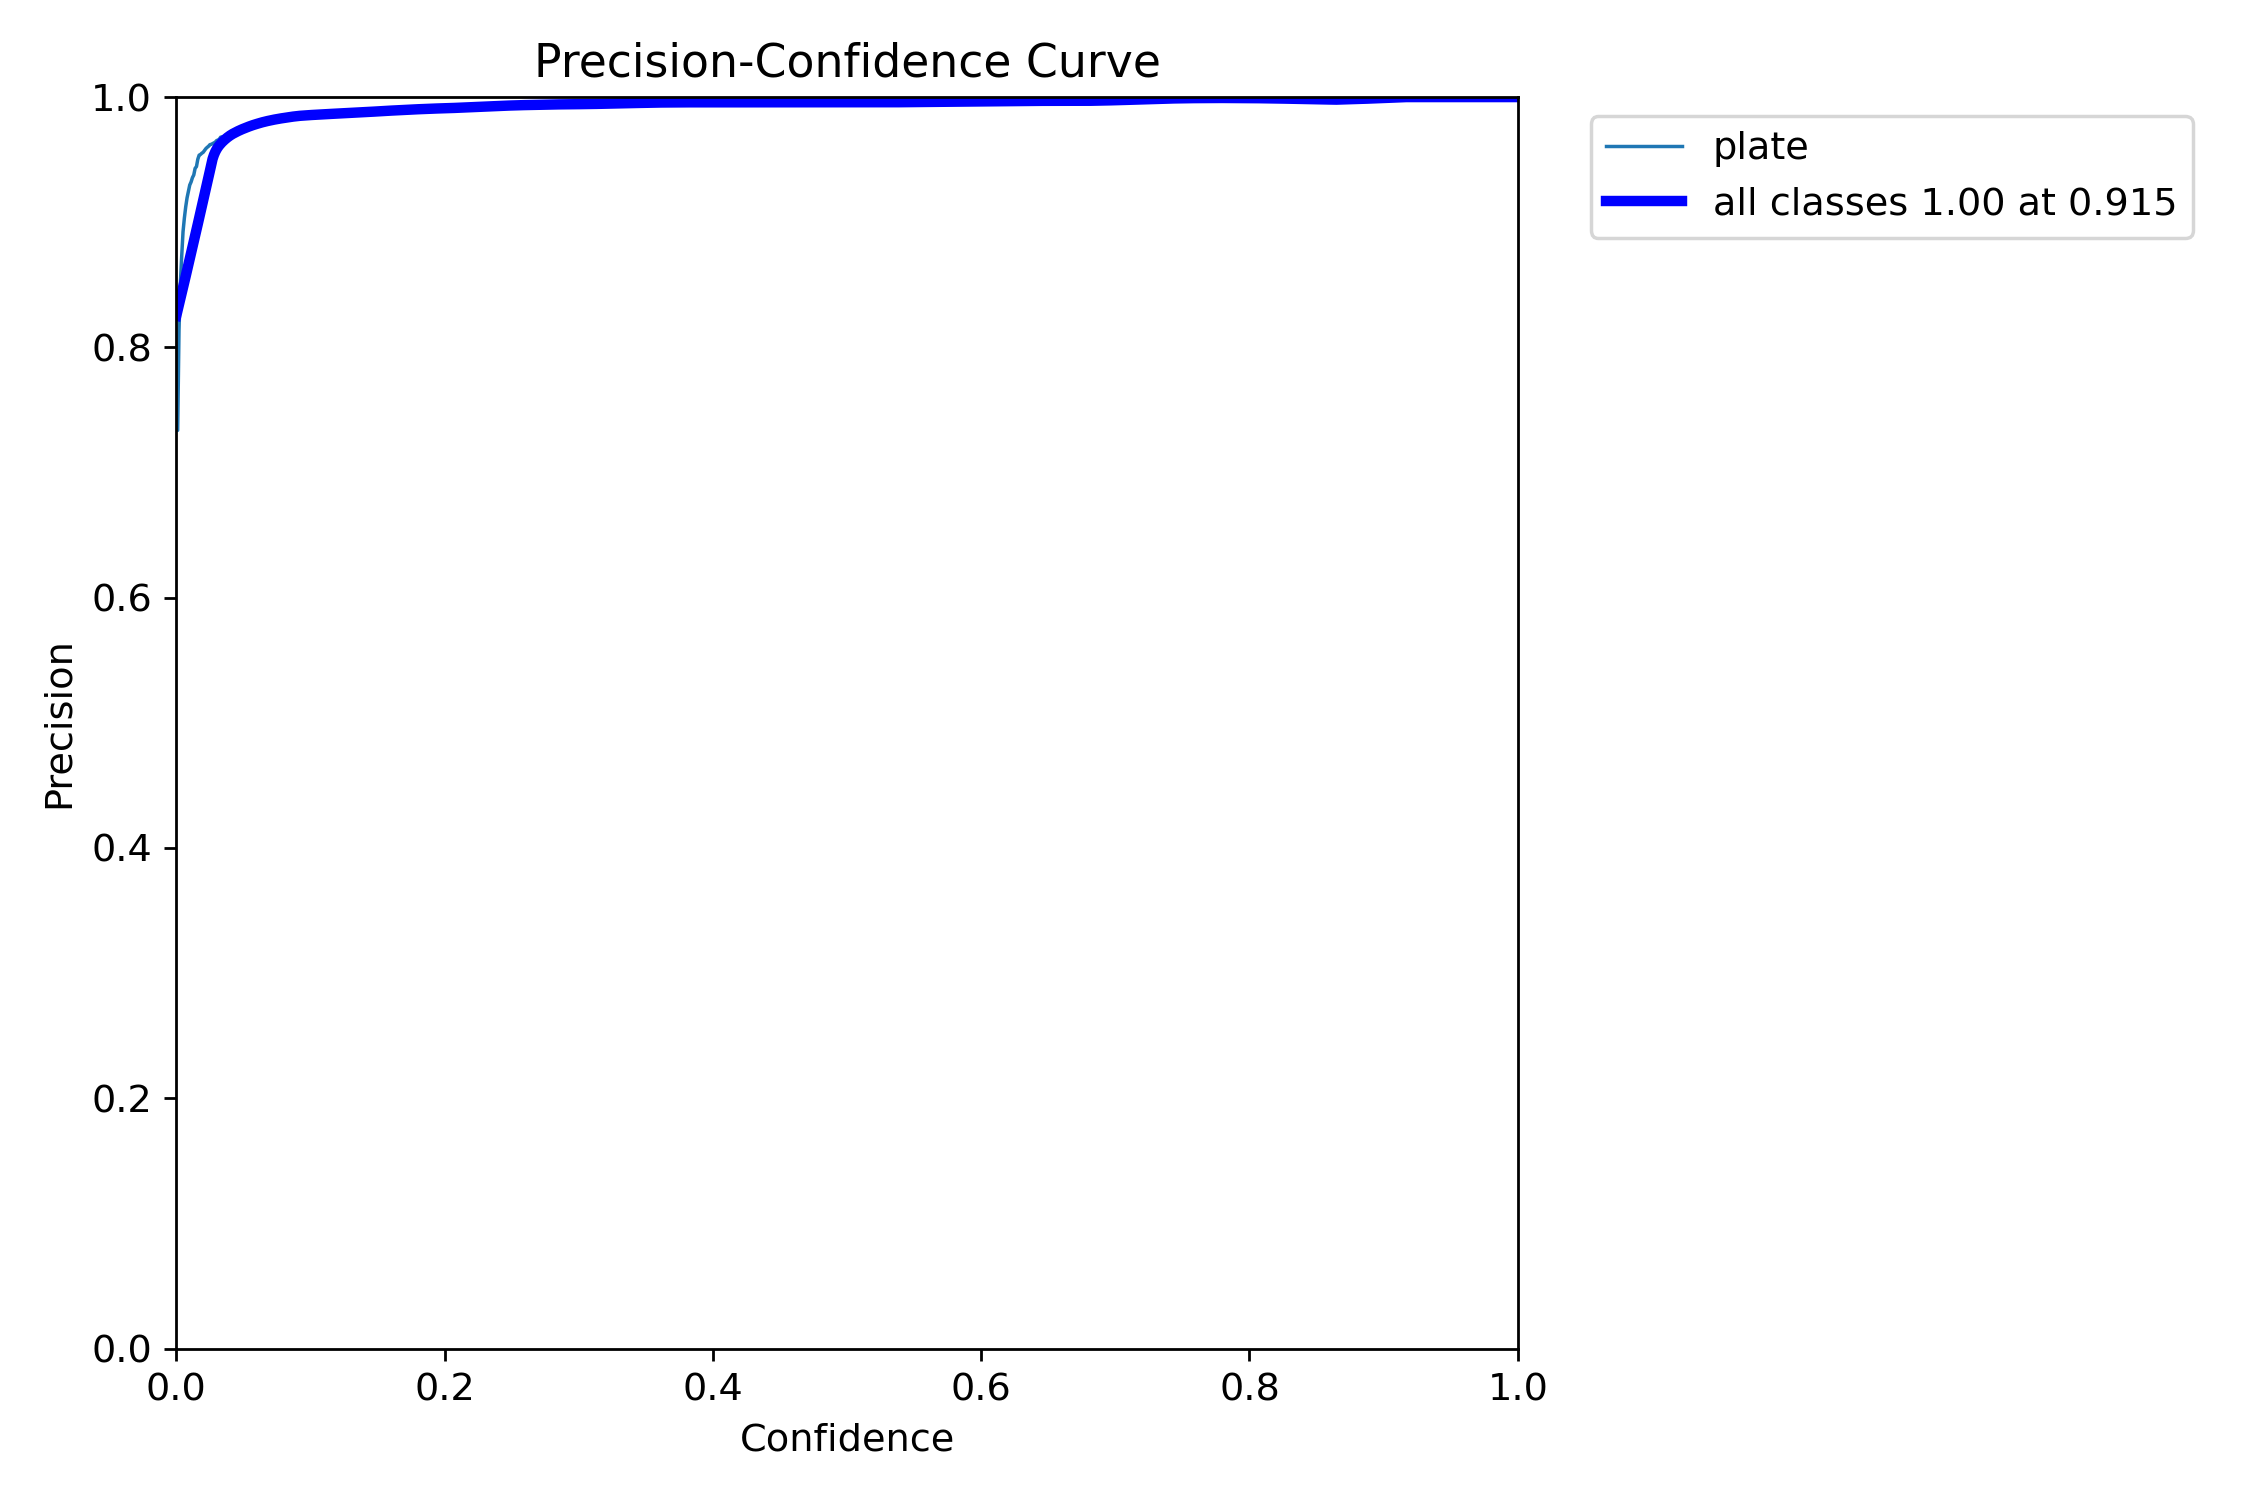 Precision-Confidence Curve
1.0
0.8
0.6
0.4
0.2
0.0
Precision
0.0 0.2 0.4 0.6 0.8 1.0
Confidence
plate
all classes 1.00 at 0.915